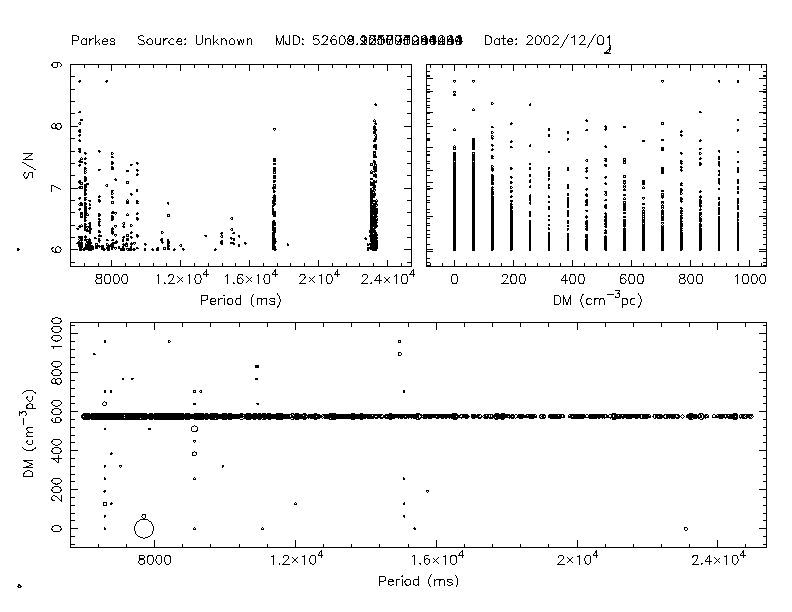 Parkes Source: Unknown MJD: Date: 2002/12/0
9
8
7
6
S/N
8000 1.2×10⁴ 1.6×10⁴ 2×10⁴ 2.4×10⁴
Period (ms)
0 200 400 600 800 1000
DM (cm⁻³pc)
1000
800
600
400
200
0
DM (cm⁻³pc)
8000 1.2×10⁴ 1.6×10⁴ 2×10⁴ 2.4×10⁴
Period (ms)